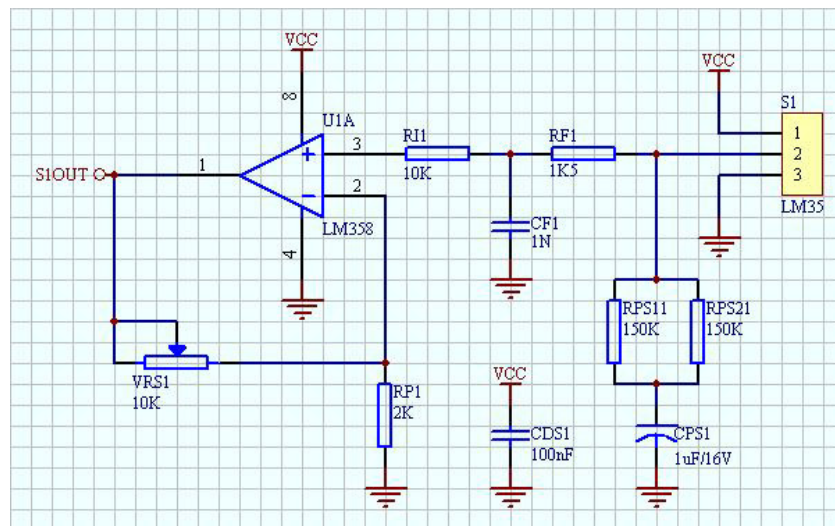 VCC
VCC
8
S1
U1A
RI1
RF1
1
3
S1OUT
1
2
10K
1K5
2
3
LM358
LM35
CF1
1N
4
RPS11
150K
RPS21
150K
VRS1
10K
RP1
2K
VCC
CDS1
100nF
CPS1
1uF/16V